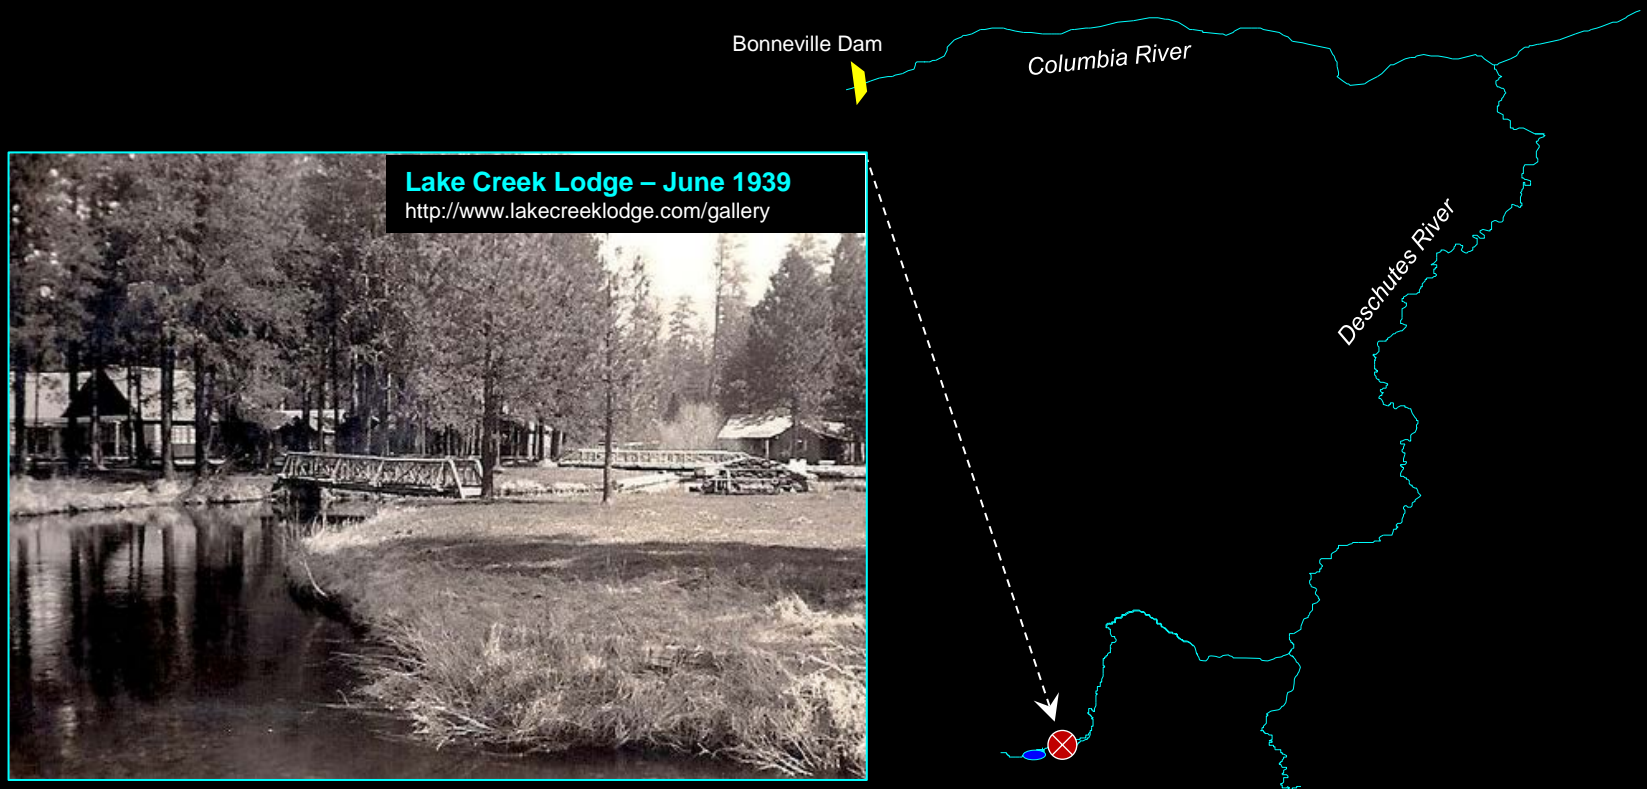 Bonneville Dam
Columbia River
Lake Creek Lodge – June 1939
http://www.lakecreeklodge.com/gallery
Deschutes River